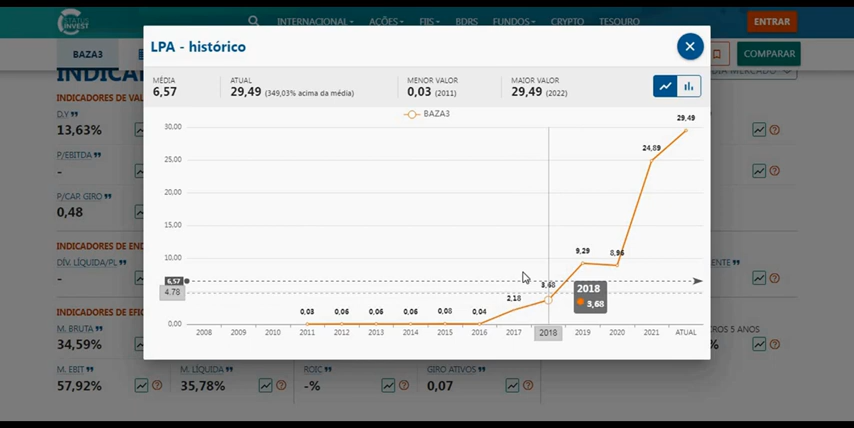 STATUS INVEST
INTERNACIONAL AÇÕES FIIS BDRS FUNDOS CRYPTO TESOURO ENTRAR
BAZA3 COMPARAR
LPA - histórico
MÉDIA
6,57
ATUAL
29,49 (349,03% acima da média)
MENOR VALOR
0,03 (2011)
MAIOR VALOR
29,49 (2022)
BAZA3
30.00
25.00
20.00
15.00
10.00
6,57
4.78
0.00
0,03 0,06 0,06 0,06 0,08 0,04 2,18 3,68 9,29 8,96 24,89 29,49
2018
3,68
2008 2009 2010 2011 2012 2013 2014 2015 2016 2017 2018 2019 2020 2021 ATUAL
INDICADORES DE VAL
D.Y
13,63%
P/EBITDA
-
P/CAP. GIRO
0,48
INDICADORES DE EN
DÍV. LÍQUIDA/PL
-
ENTE
INDICADORES DE EFIC
M. BRUTA
34,59%
CROS 5 ANOS
%
M. EBIT
57,92%
M. LÍQUIDA
35,78%
ROIC
-%
GIRO ATIVOS
0,07